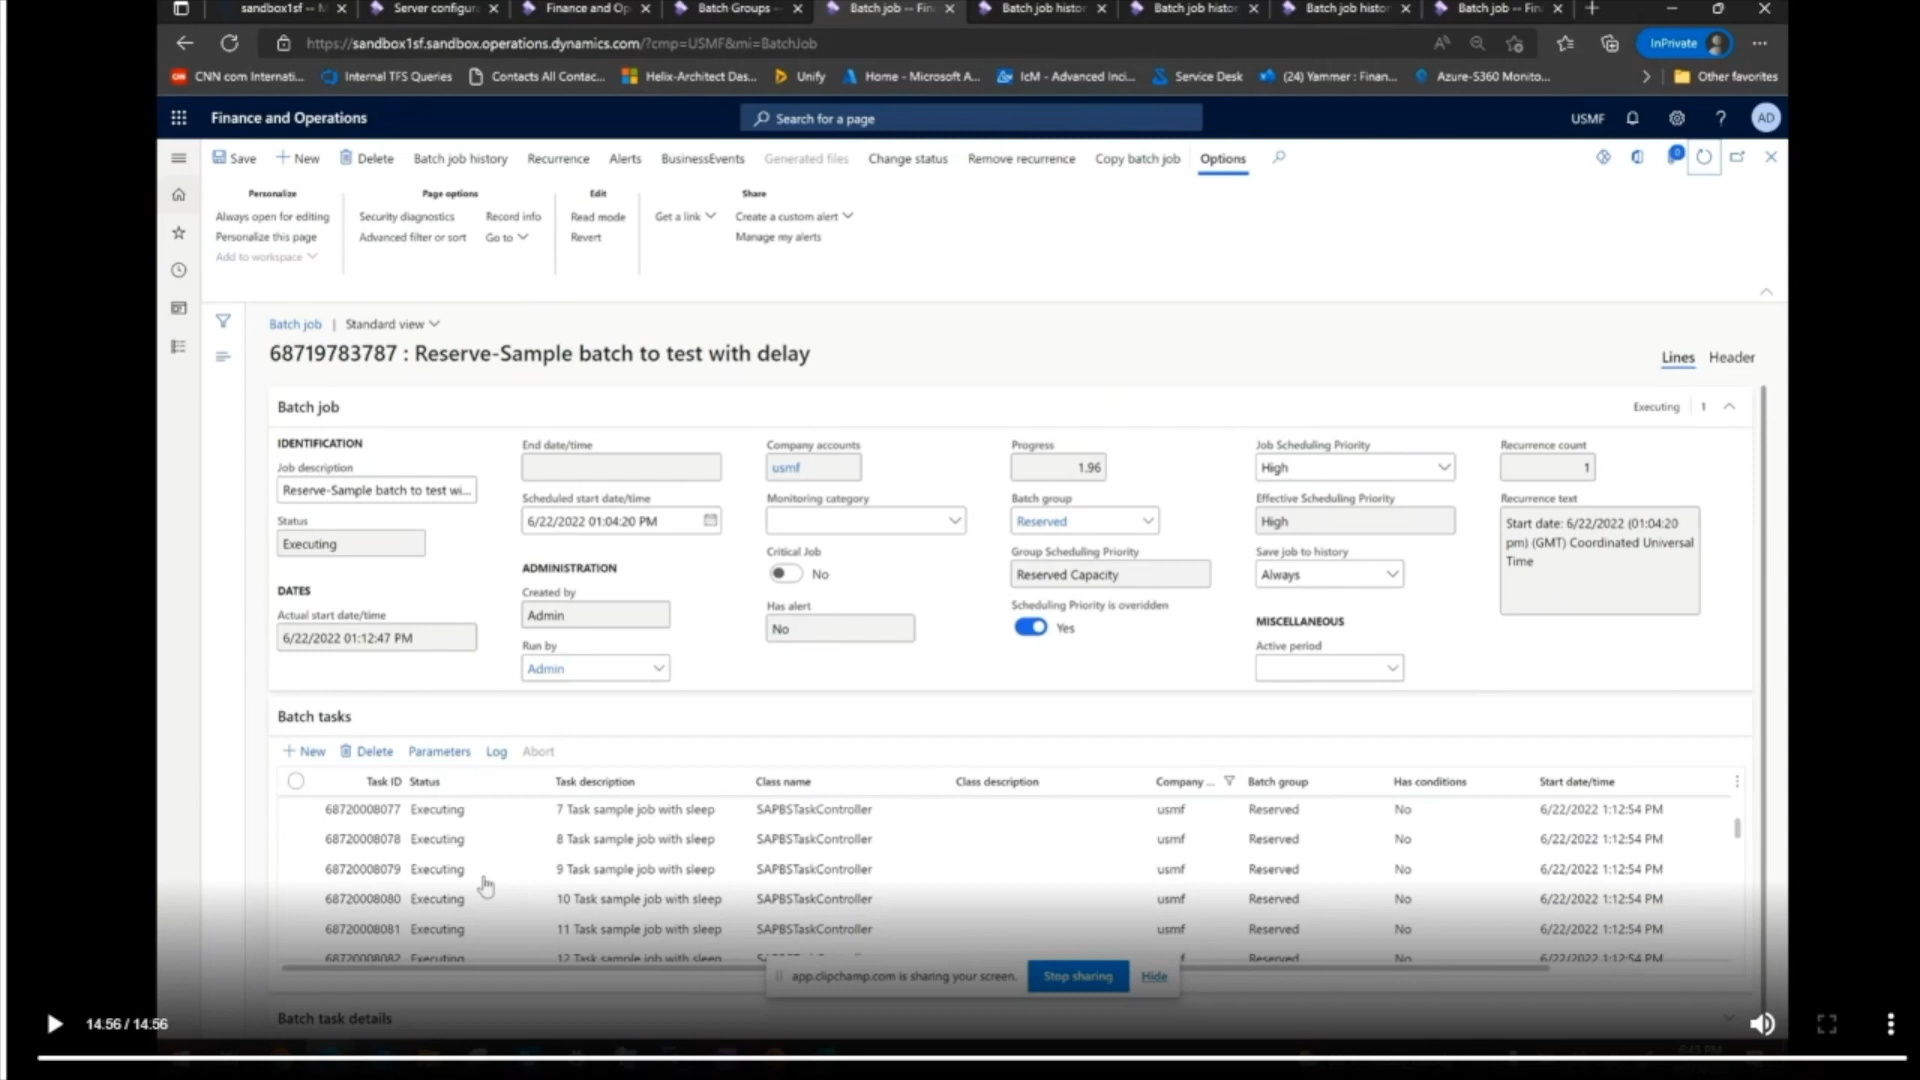 sandbox1sf -- M
Server configur
Finance and Op
Batch Groups --
Batch job -- Fin
Batch job histor
Batch job histor
Batch job histor
Batch job -- Fin
https://sandbox1sf.sandbox.operations.dynamics.com/?cmp=USMF&mi=BatchJob
InPrivate
CNN com Internati...
Internal TFS Queries
Contacts All Contac...
Helix-Architect Das...
Unify
Home - Microsoft A...
IcM - Advanced Inci...
Service Desk
(24) Yammer : Finan...
Azure-S360 Monito...
Other favorites
Finance and Operations
Search for a page
USMF
?
AD
Save
New
Delete
Batch job history
Recurrence
Alerts
BusinessEvents
Generated files
Change status
Remove recurrence
Copy batch job
Options
0
Personalize
Always open for editing
Personalize this page
Add to workspace
Page options
Security diagnostics
Record info
Advanced filter or sort
Go to
Edit
Read mode
Revert
Share
Get a link
Create a custom alert
Manage my alerts
Batch job | Standard view
68719783787 : Reserve-Sample batch to test with delay
Lines
Header
Batch job
Executing
1
IDENTIFICATION
Job description
Reserve-Sample batch to test wi...
Status
Executing
DATES
Actual start date/time
6/22/2022 01:12:47 PM
End date/time
Scheduled start date/time
6/22/2022 01:04:20 PM
ADMINISTRATION
Created by
Admin
Run by
Admin
Company accounts
usmf
Monitoring category
Critical Job
No
Has alert
No
Progress
1.96
Batch group
Reserved
Group Scheduling Priority
Reserved Capacity
Scheduling Priority is overidden
Yes
Job Scheduling Priority
High
Effective Scheduling Priority
High
Save job to history
Always
MISCELLANEOUS
Active period
Recurrence count
1
Recurrence text
Start date: 6/22/2022 (01:04:20
pm) (GMT) Coordinated Universal
Time
Batch tasks
New
Delete
Parameters
Log
Abort
Task ID Status Task description Class name Class description Company ... Batch group Has conditions Start date/time
68720008077 Executing 7 Task sample job with sleep SAPBSTaskController usmf Reserved No 6/22/2022 1:12:54 PM
68720008078 Executing 8 Task sample job with sleep SAPBSTaskController usmf Reserved No 6/22/2022 1:12:54 PM
68720008079 Executing 9 Task sample job with sleep SAPBSTaskController usmf Reserved No 6/22/2022 1:12:54 PM
68720008080 Executing 10 Task sample job with sleep SAPBSTaskController usmf Reserved No 6/22/2022 1:12:54 PM
68720008081 Executing 11 Task sample job with sleep SAPBSTaskController usmf Reserved No 6/22/2022 1:12:54 PM
68720008082 Executing 12 Task sample job with sleep Reserved No 6/22/2022 1:12:54 PM
app.clipchamp.com is sharing your screen.
Stop sharing
Hide
Batch task details
14.56 / 14.56